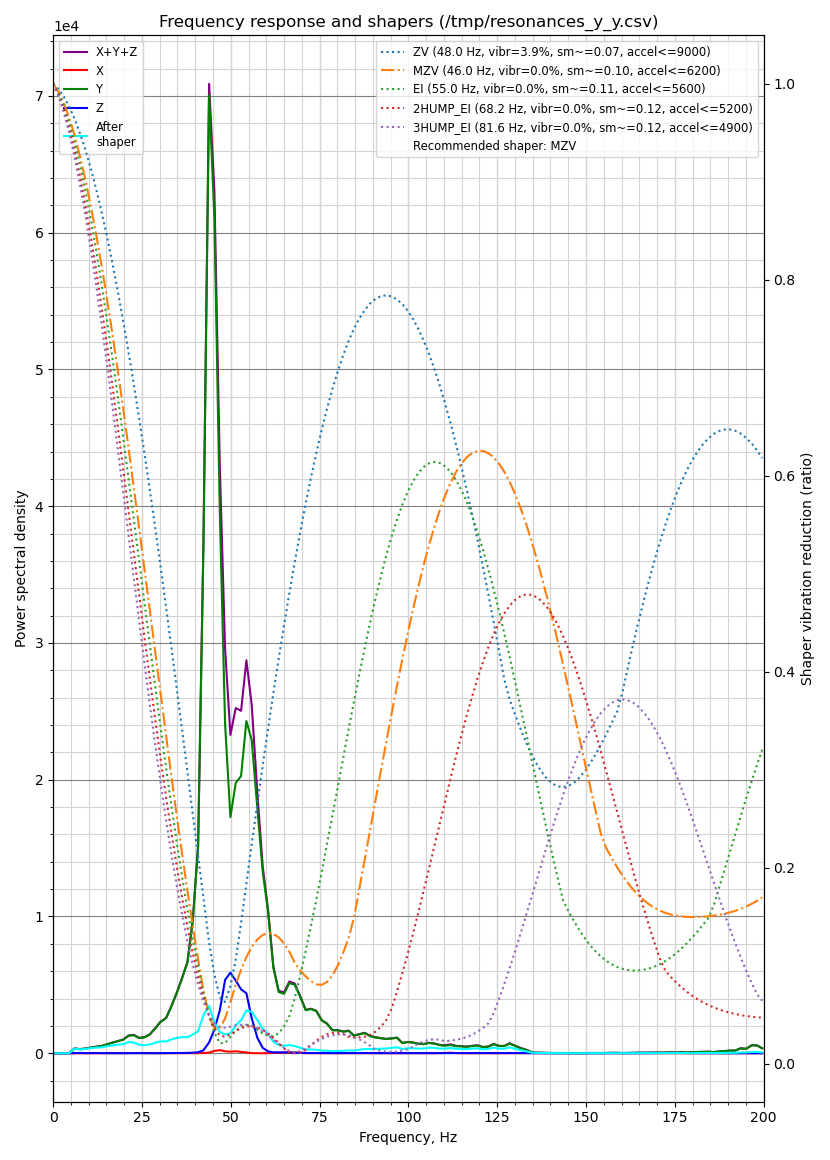 Frequency response and shapers (/tmp/resonances_y_y.csv)
1e4
X+Y+Z
X
Y
Z
After
shaper
ZV (48.0 Hz, vibr=3.9%, sm~=0.07, accel<=9000)
MZV (46.0 Hz, vibr=0.0%, sm~=0.10, accel<=6200)
EI (55.0 Hz, vibr=0.0%, sm~=0.11, accel<=5600)
2HUMP_EI (68.2 Hz, vibr=0.0%, sm~=0.12, accel<=5200)
3HUMP_EI (81.6 Hz, vibr=0.0%, sm~=0.12, accel<=4900)
Recommended shaper: MZV
7
6
5
4
3
2
1
0
Power spectral density
1.0
0.8
0.6
0.4
0.2
0.0
Shaper vibration reduction (ratio)
0 25 50 75 100 125 150 175 200
Frequency, Hz